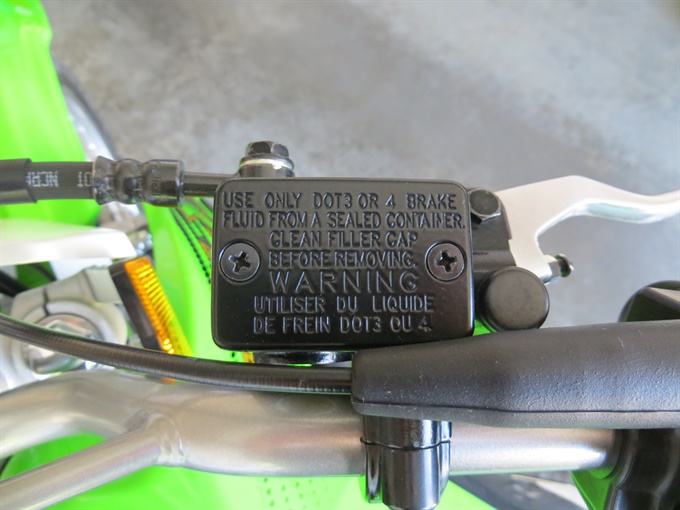 USE ONLY DOT3 OR 4 BRAKE
FLUID FROM A SEALED CONTAINER.
CLEAN FILLER CAP
BEFORE REMOVING.
WARNING
UTILISER DU LIQUIDE
DE FREIN DOT3 OU 4.